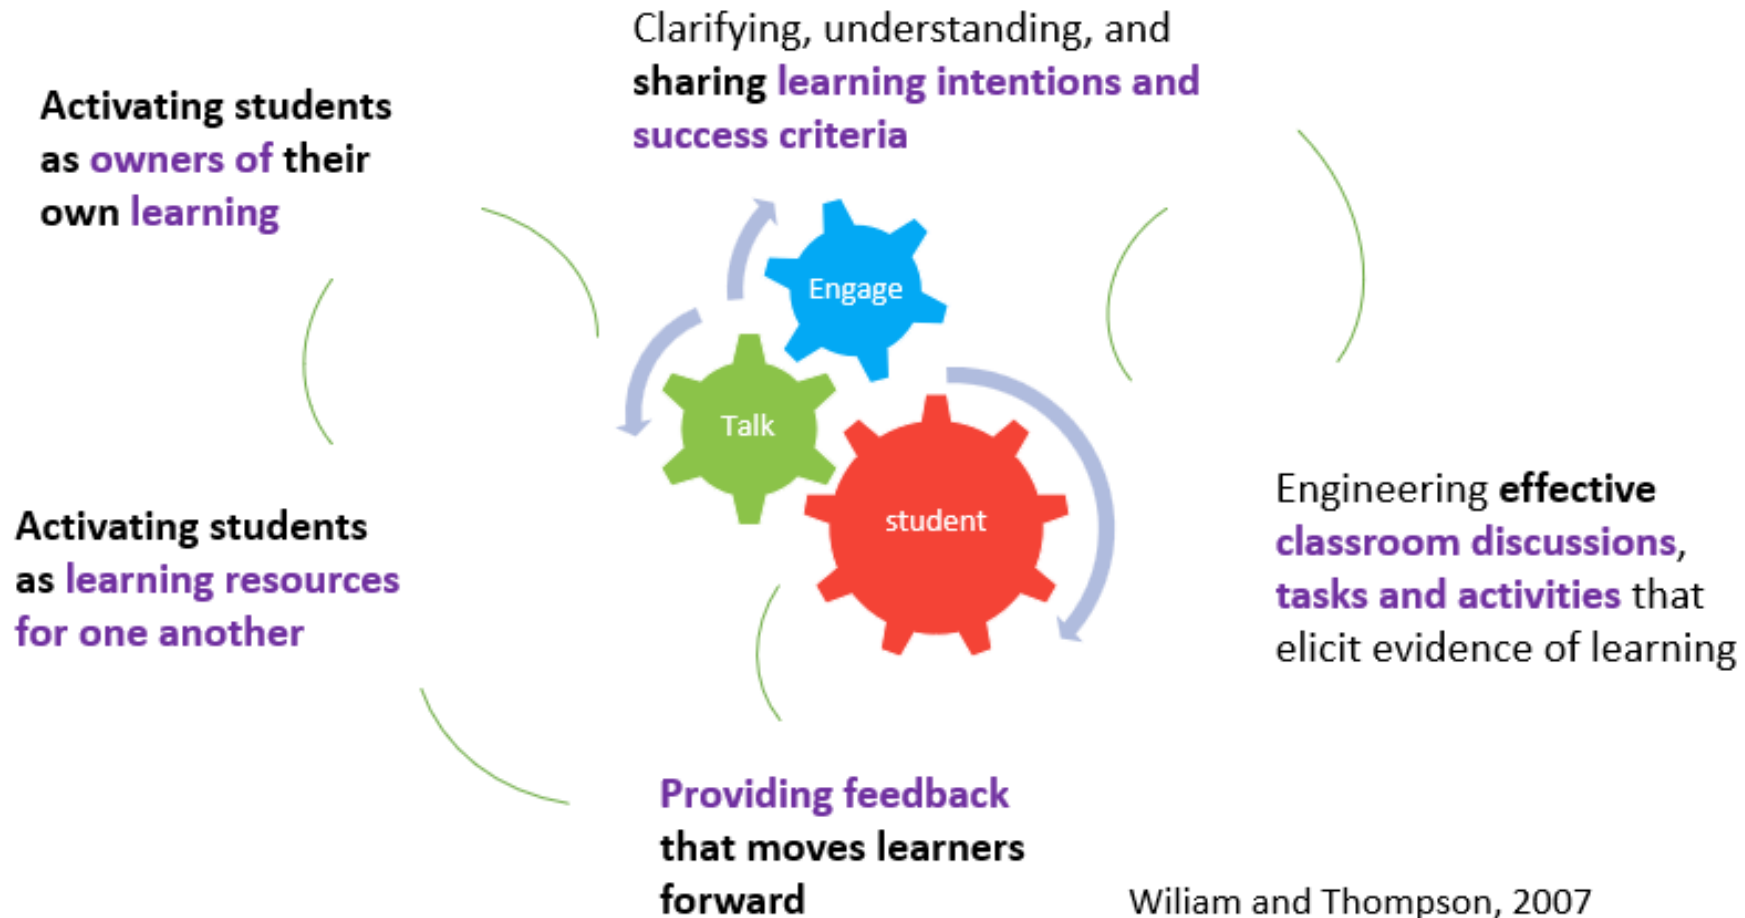 Clarifying, understanding, and
sharing learning intentions and
success criteria
Activating students
as owners of their
own learning
Engage
Talk
student
Engineering effective
classroom discussions,
tasks and activities that
elicit evidence of learning
Activating students
as learning resources
for one another
Providing feedback
that moves learners
forward
Wiliam and Thompson, 2007